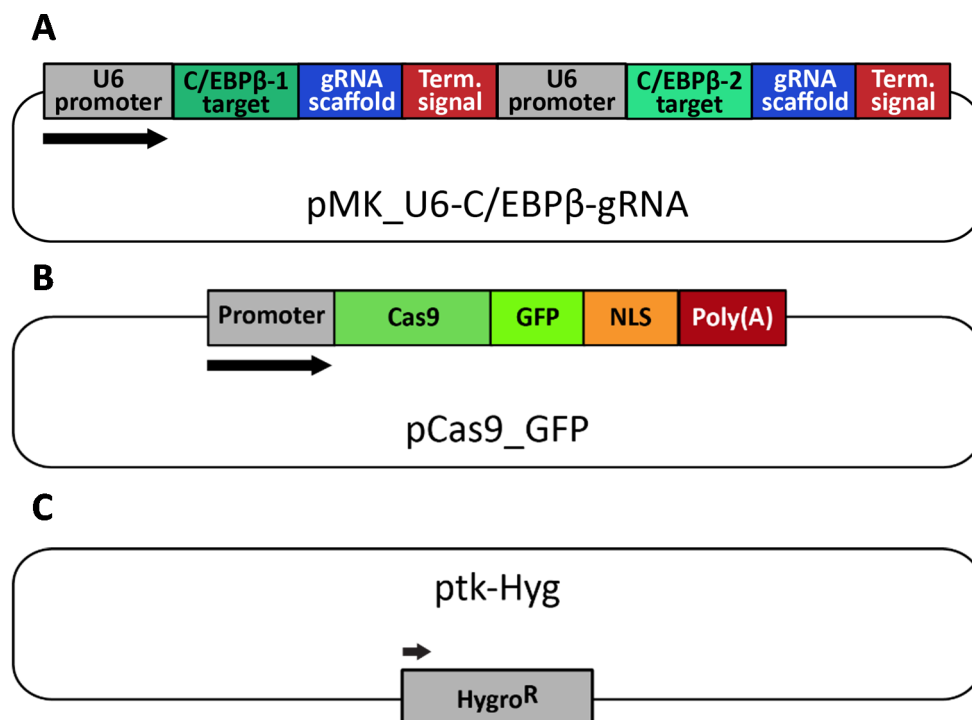 A
U6 promoter C/EBPβ-1 target gRNA scaffold Term. signal U6 promoter C/EBPβ-2 target gRNA scaffold Term. signal
pMK_U6-C/EBPβ-gRNA
B
Promoter Cas9 GFP NLS Poly(A)
pCas9_GFP
C
ptk-Hyg
HygroR